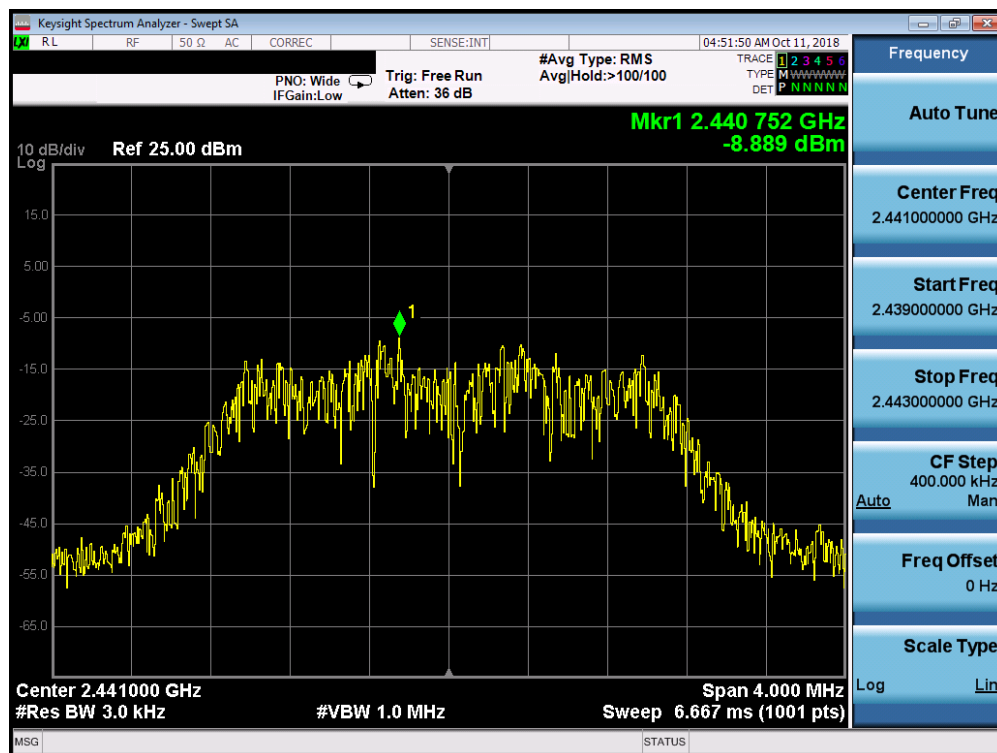 Keysight Spectrum Analyzer - Swept SA
LXI RL RF 50 Ω AC CORREC SENSE:INT 04:51:50 AM Oct 11, 2018
PNO: Wide
IFGain:Low
Trig: Free Run
Atten: 36 dB
#Avg Type: RMS
Avg|Hold:>100/100
TRACE 1 2 3 4 5 6
TYPE M W W W W W
DET P N N N N N
Mkr1 2.440 752 GHz
-8.889 dBm
10 dB/div Ref 25.00 dBm
Log
15.0
5.00
1
-5.00
-15.0
-25.0
-35.0
-45.0
-55.0
-65.0
Center 2.441000 GHz Span 4.000 MHz
#Res BW 3.0 kHz #VBW 1.0 MHz Sweep 6.667 ms (1001 pts)
MSG STATUS
Frequency
Auto Tune
Center Freq
2.441000000 GHz
Start Freq
2.439000000 GHz
Stop Freq
2.443000000 GHz
CF Step
400.000 kHz
Auto Man
Freq Offset
0 Hz
Scale Type
Log Lin